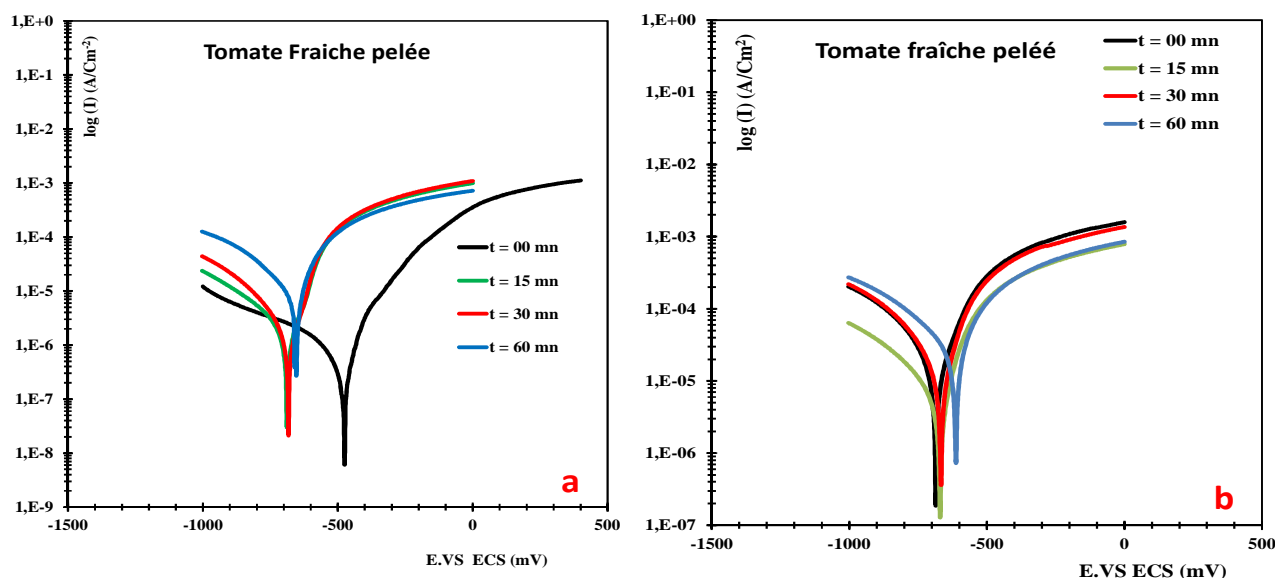 Tomate Fraiche pelée
log (I) (A/Cm-2)
1,E+0
1,E-1
1,E-2
1,E-3
1,E-4
1,E-5
1,E-6
1,E-7
1,E-8
1,E-9
-1500
-1000
-500
0
500
E.VS ECS (mV)
t = 00 mn
t = 15 mn
t = 30 mn
t = 60 mn
a
Tomate fraîche peléé
log (I) (A/Cm²)
1,E+00
1,E-01
1,E-02
1,E-03
1,E-04
1,E-05
1,E-06
1,E-07
-1500
-1000
-500
0
500
E.VS ECS (mV)
t = 00 mn
t = 15 mn
t = 30 mn
t = 60 mn
b